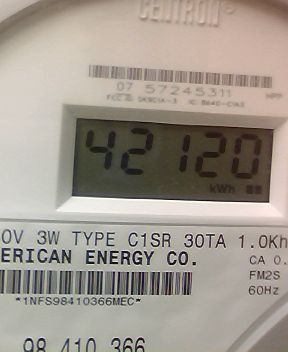 CENTRON®
07 57245311
42120
kWh
0V 3W TYPE C1SR 30TA 1.0Kh
ERICAN ENERGY CO.
CA 0.
FM2S
60Hz
*1NFS98410366MEC*
98 410 366